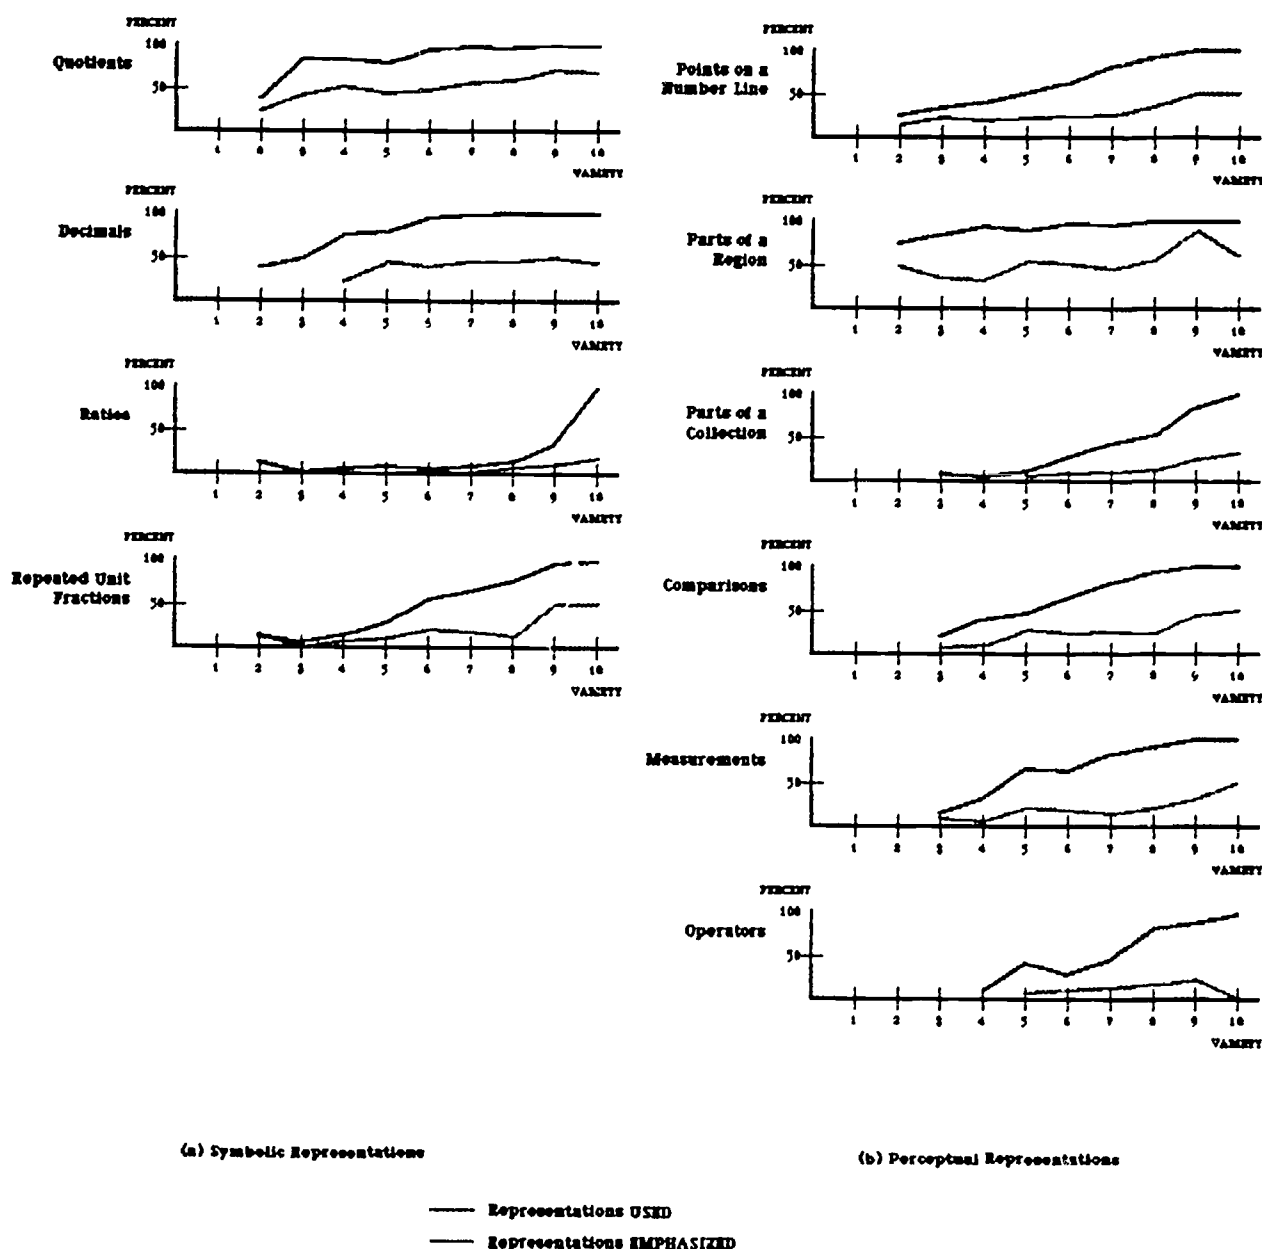 PERCENT
Quotients
100
50
1 2 3 4 5 6 7 8 9 10
VARIETY
PERCENT
Decimals
100
50
1 2 3 4 5 6 7 8 9 10
VARIETY
PERCENT
Ratios
100
50
1 2 3 4 5 6 7 8 9 10
VARIETY
PERCENT
Repeated Unit
Fractions
100
50
1 2 3 4 5 6 7 8 9 10
VARIETY
PERCENT
Points on a
Number Line
100
50
1 2 3 4 5 6 7 8 9 10
VARIETY
PERCENT
Parts of a
Region
100
50
1 2 3 4 5 6 7 8 9 10
VARIETY
PERCENT
Parts of a
Collection
100
50
1 2 3 4 5 6 7 8 9 10
VARIETY
PERCENT
Comparisons
100
50
1 2 3 4 5 6 7 8 9 10
VARIETY
PERCENT
Measurements
100
50
1 2 3 4 5 6 7 8 9 10
VARIETY
PERCENT
Operators
100
50
1 2 3 4 5 6 7 8 9 10
VARIETY
(a) Symbolic Representations
(b) Perceptual Representations
Representations USED
Representations EMPHASIZED